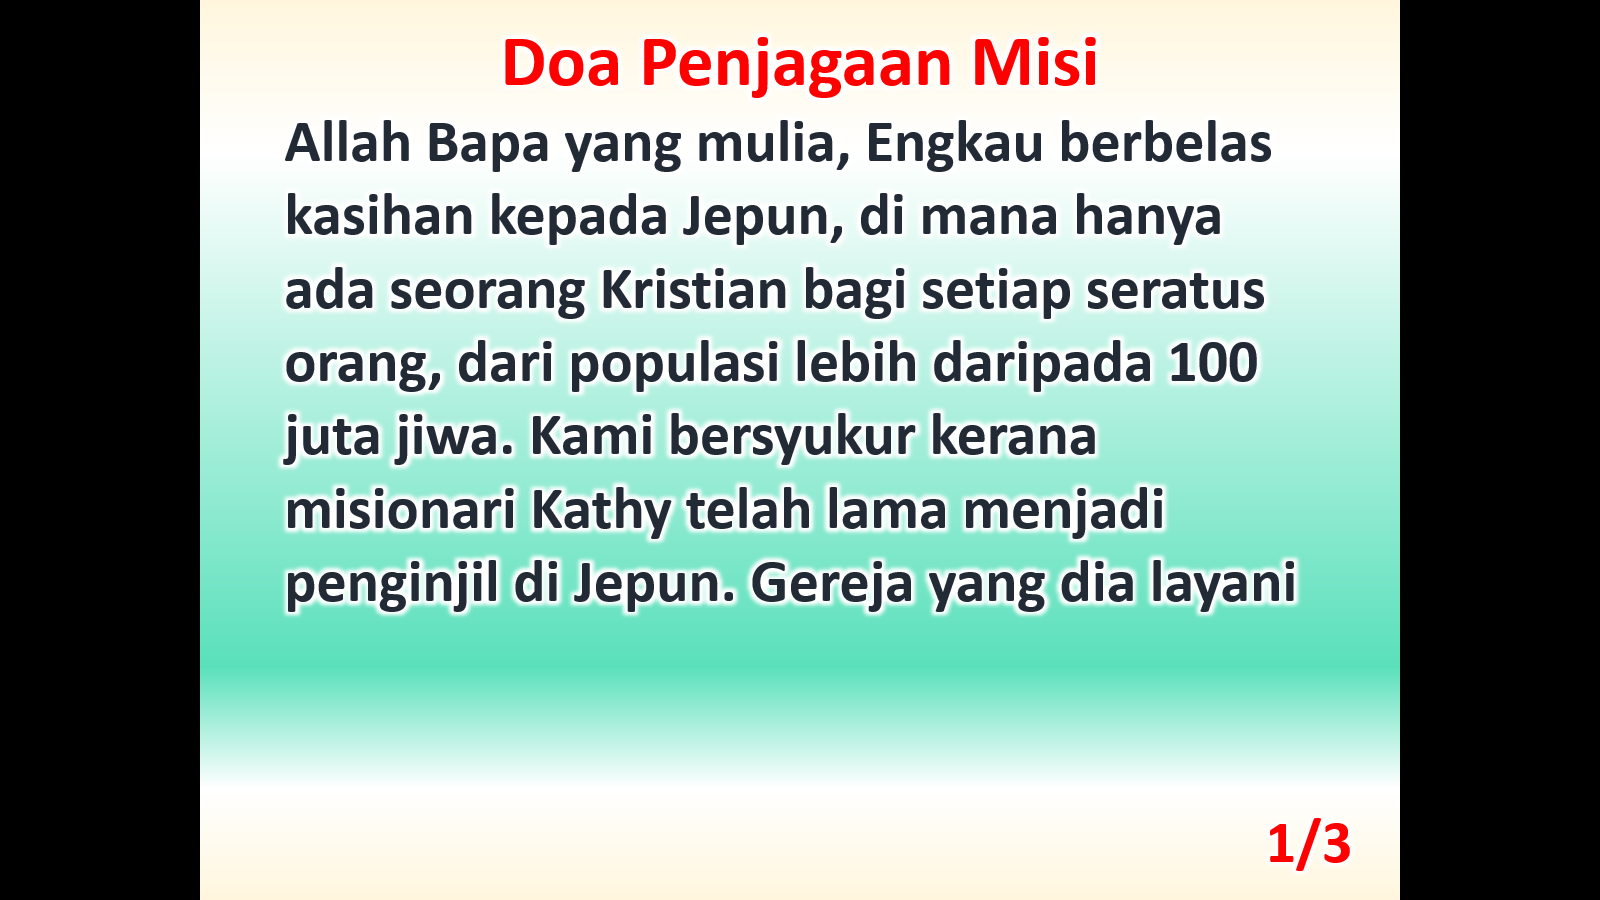 Doa Penjagaan Misi
Allah Bapa yang mulia, Engkau berbelas
kasihan kepada Jepun, di mana hanya
ada seorang Kristian bagi setiap seratus
orang, dari populasi lebih daripada 100
juta jiwa. Kami bersyukur kerana
misionari Kathy telah lama menjadi
penginjil di Jepun. Gereja yang dia layani
1/3